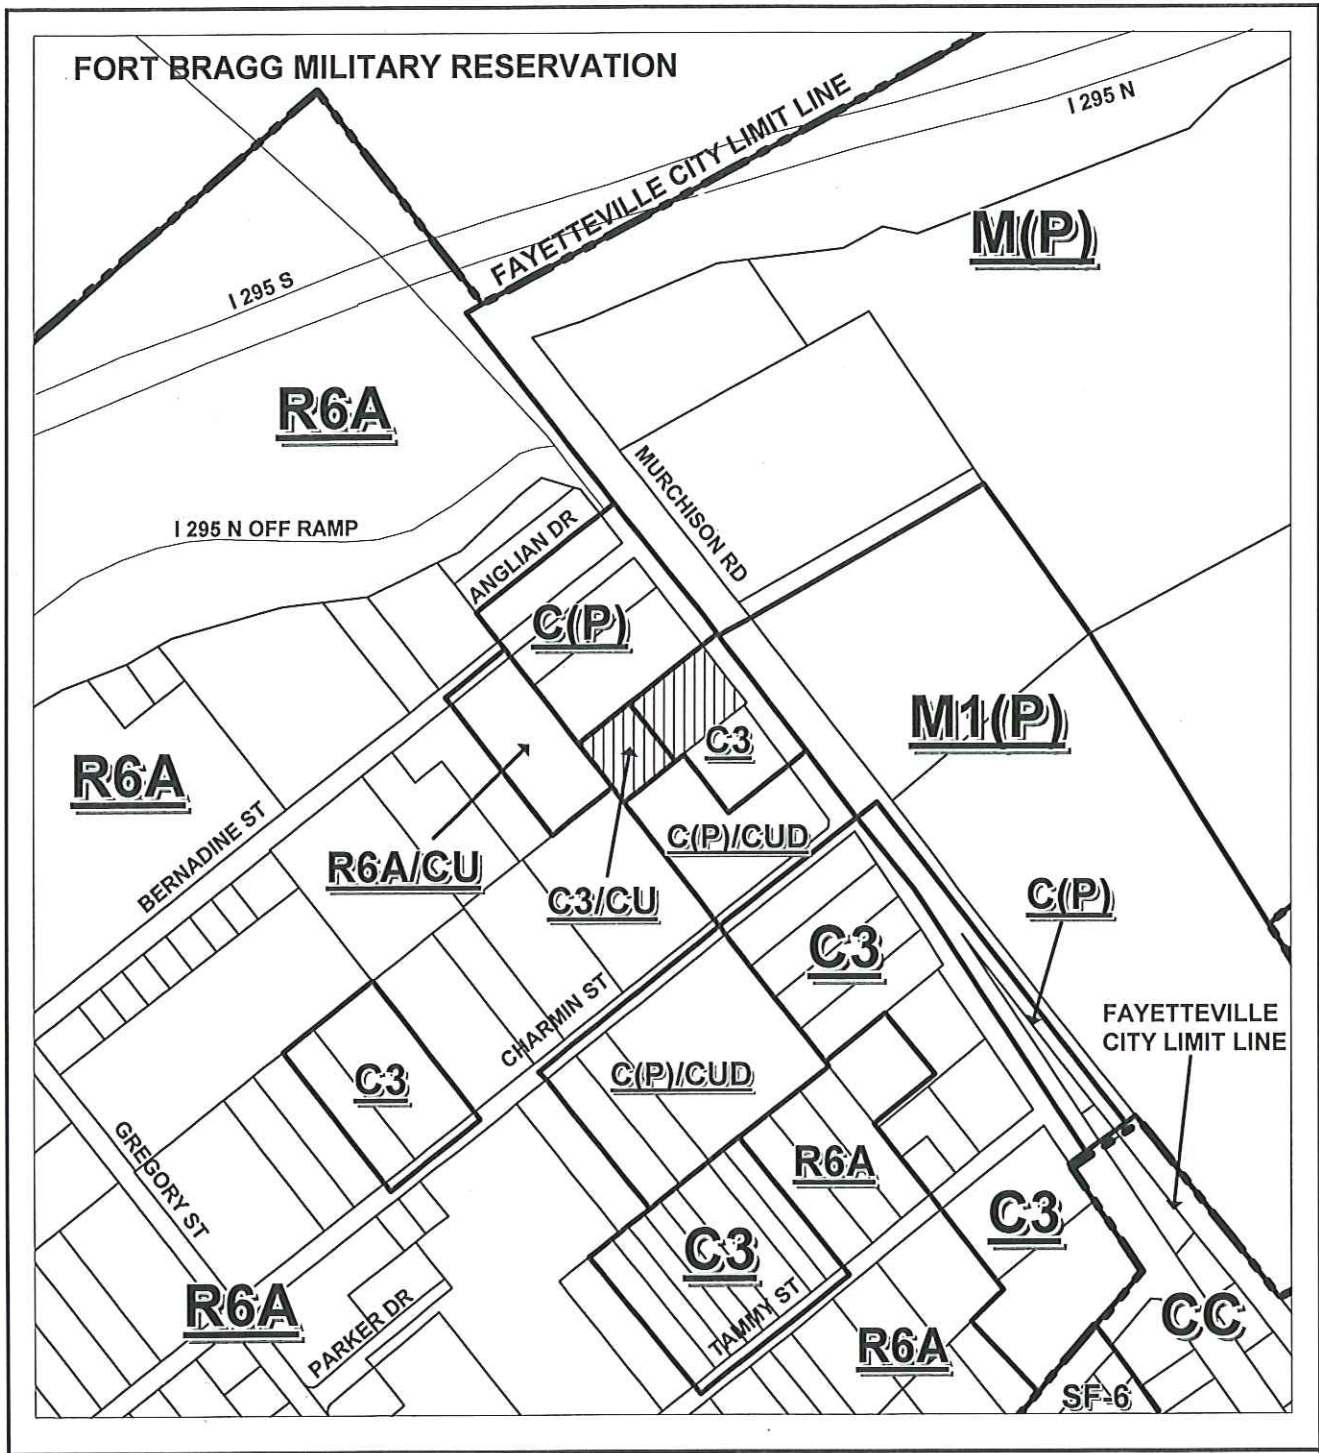 FORT BRAGG MILITARY RESERVATION
FAYETTEVILLE CITY LIMIT LINE
I 295 N
I 295 S
M(P)
R6A
MURCHISON RD
I 295 N OFF RAMP
ANGLIAN DR
C(P)
M1(P)
C3
R6A
BERNADINE ST
C(P)/CUD
R6A/CU
C3/CU
C(P)
C3
FAYETTEVILLE
CITY LIMIT LINE
CHARMIN ST
C3
C(P)/CUD
GREGORY ST
R6A
C3
C3
R6A
PARKER DR
TAMMY ST
R6A
CC
SF-6